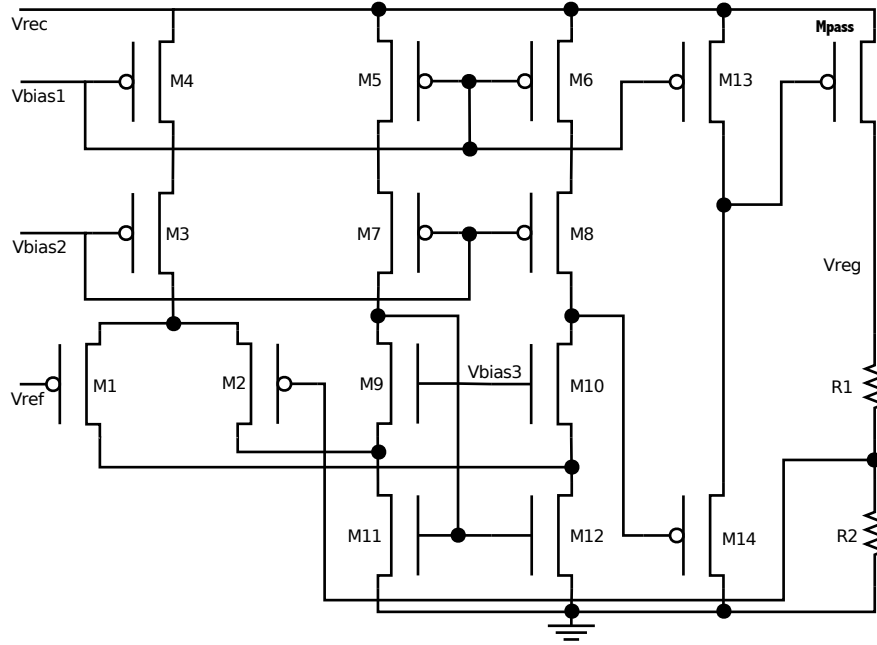 Vrec
Mpass
M4
M5
M6
M13
Vbias1
M3
M7
M8
Vbias2
Vreg
M1
M2
M9
Vbias3
M10
R1
Vref
M11
M12
M14
R2